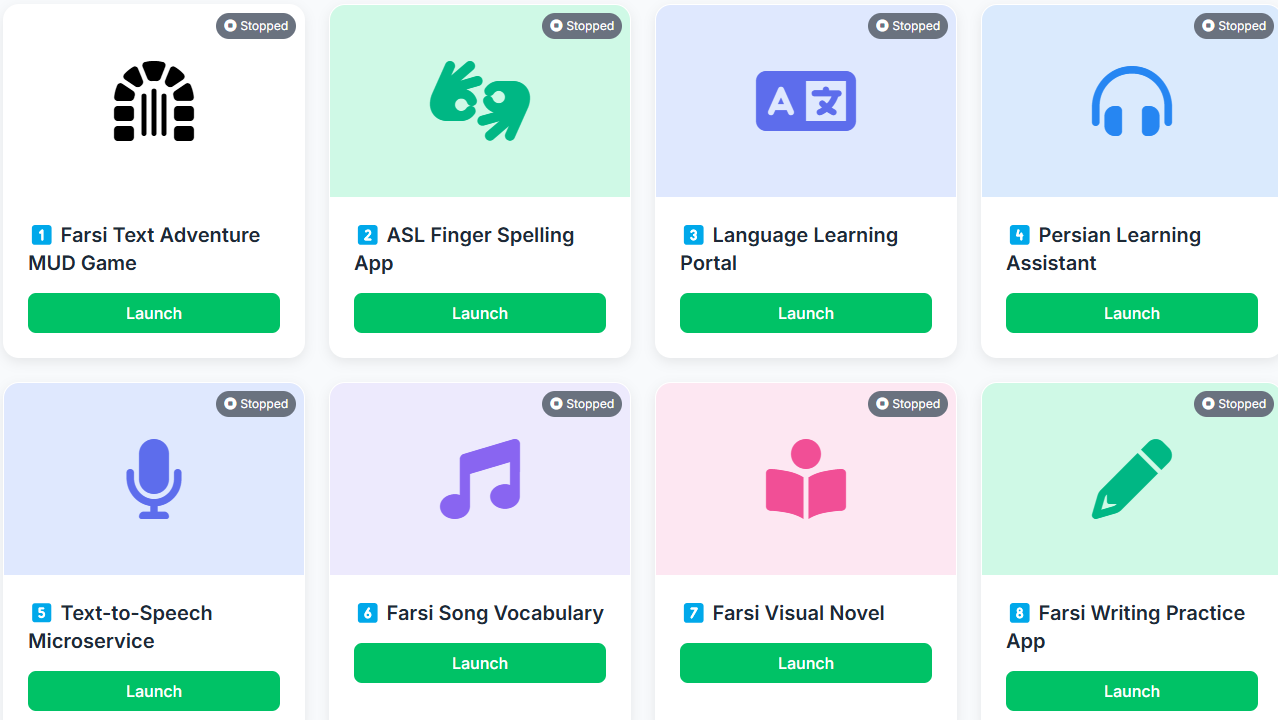 Stopped
Stopped
Stopped
Stopped
A 文
1 Farsi Text Adventure
MUD Game
Launch
2 ASL Finger Spelling
App
Launch
3 Language Learning
Portal
Launch
4 Persian Learning
Assistant
Launch
Stopped
Stopped
Stopped
Stopped
5 Text-to-Speech
Microservice
Launch
6 Farsi Song Vocabulary
Launch
7 Farsi Visual Novel
Launch
8 Farsi Writing Practice
App
Launch